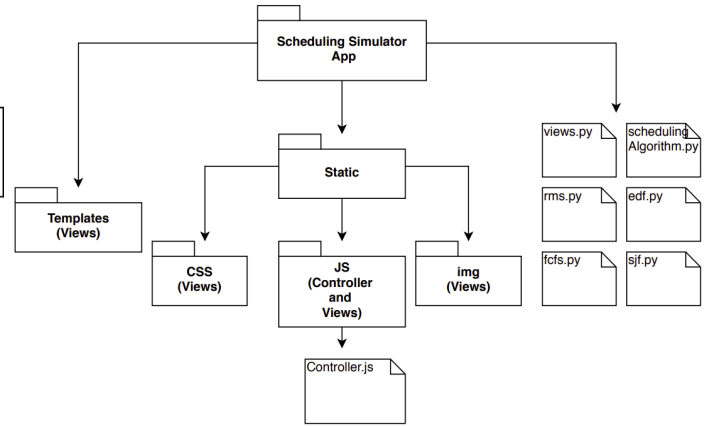 Scheduling Simulator
App
views.py
scheduling
Algorithm.py
Static
rms.py
edf.py
Templates
(Views)
CSS
(Views)
JS
(Controller
and
Views)
img
(Views)
fcfs.py
sjf.py
Controller.js